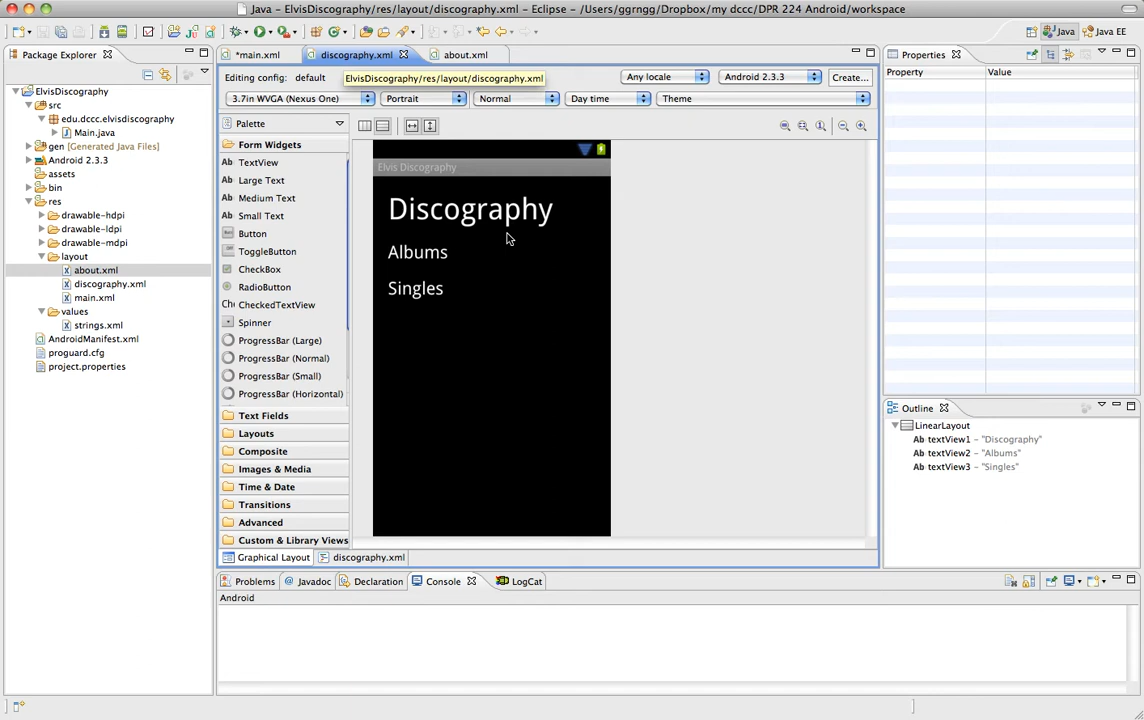 Java - ElvisDiscography/res/layout/discography.xml - Eclipse - /Users/ggrngg/Dropbox/my dccc/DPR 224 Android/workspace
Java
Java EE
Package Explorer
ElvisDiscography
src
edu.dccc.elvisdiscography
Main.java
gen [Generated Java Files]
Android 2.3.3
assets
bin
res
drawable-hdpi
drawable-ldpi
drawable-mdpi
layout
about.xml
discography.xml
main.xml
values
strings.xml
AndroidManifest.xml
proguard.cfg
project.properties
*main.xml
discography.xml
about.xml
Editing config: default
ElvisDiscography/res/layout/discography.xml
Any locale
Android 2.3.3
Create...
3.7in WVGA (Nexus One)
Portrait
Normal
Day time
Theme
Palette
Form Widgets
Ab TextView
Ab Large Text
Ab Medium Text
Ab Small Text
Button
ToggleButton
CheckBox
RadioButton
CheckedTextView
Spinner
ProgressBar (Large)
ProgressBar (Normal)
ProgressBar (Small)
ProgressBar (Horizontal)
Text Fields
Layouts
Composite
Images & Media
Time & Date
Transitions
Advanced
Custom & Library Views
Elvis Discography
Discography
Albums
Singles
Graphical Layout
discography.xml
Properties
Property
Value
Outline
LinearLayout
Ab textView1 - "Discography"
Ab textView2 - "Albums"
Ab textView3 - "Singles"
Problems
@ Javadoc
Declaration
Console
LogCat
Android